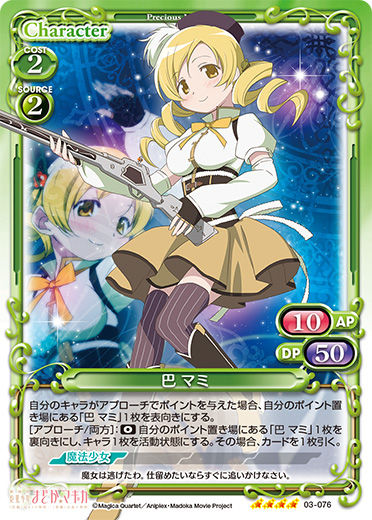 Precious
Character
COST
2
SOURCE
2
10 AP
DP 50
巴 マミ
自分のキャラがアプローチでポイントを与えた場合、自分のポイント置
き場にある「巴 マミ」1枚を表向きにする。
[アプローチ/両方]: 自分のポイント置き場にある「巴 マミ」1枚を
裏向きにし、キャラ1枚を活動状態にする。その場合、カードを1枚引く。
魔法少女
魔女は逃げたわ。仕留めたいならすぐに追いかけなさい。
まどか☆マギカ
©Magica Quartet/Aniplex・Madoka Movie Project
03-076